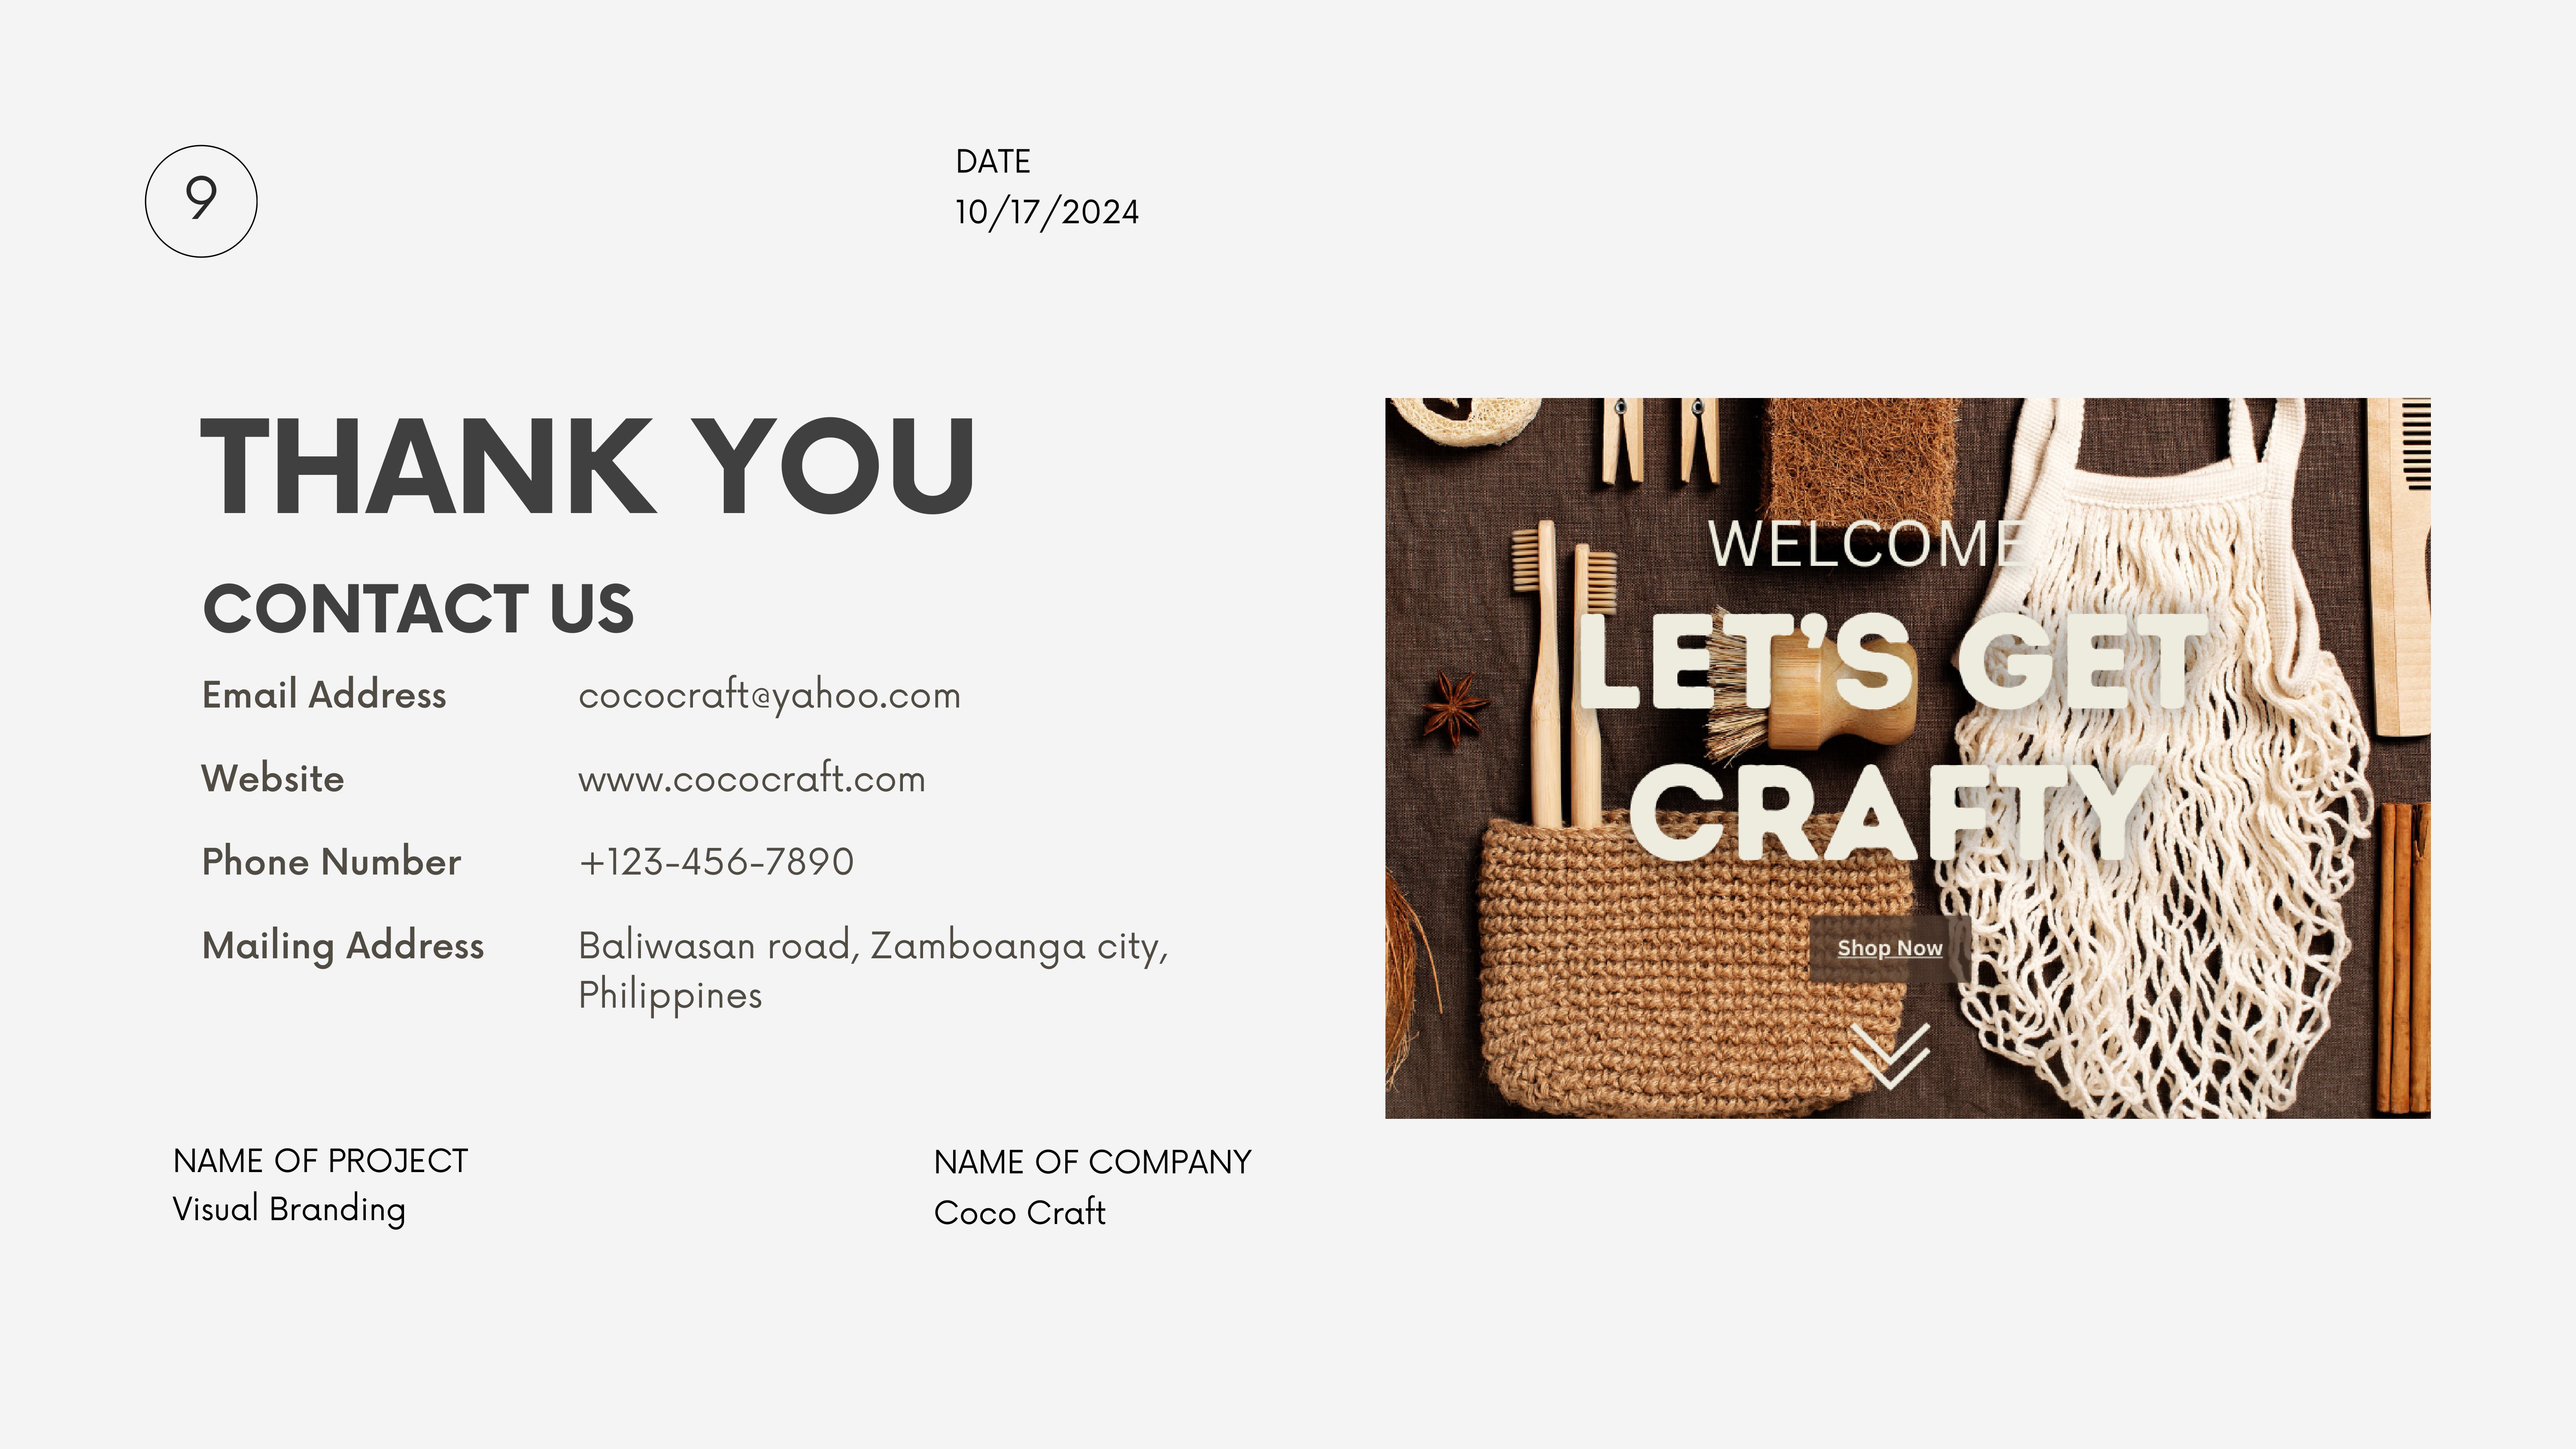 9
DATE
10/17/2024
THANK YOU
CONTACT US
Email Address cococraft@yahoo.com
Website www.cococraft.com
Phone Number +123-456-7890
Mailing Address Baliwasan road, Zamboanga city,
Philippines
WELCOME
LET'S GET
CRAFTY
Shop Now
NAME OF PROJECT
Visual Branding
NAME OF COMPANY
Coco Craft